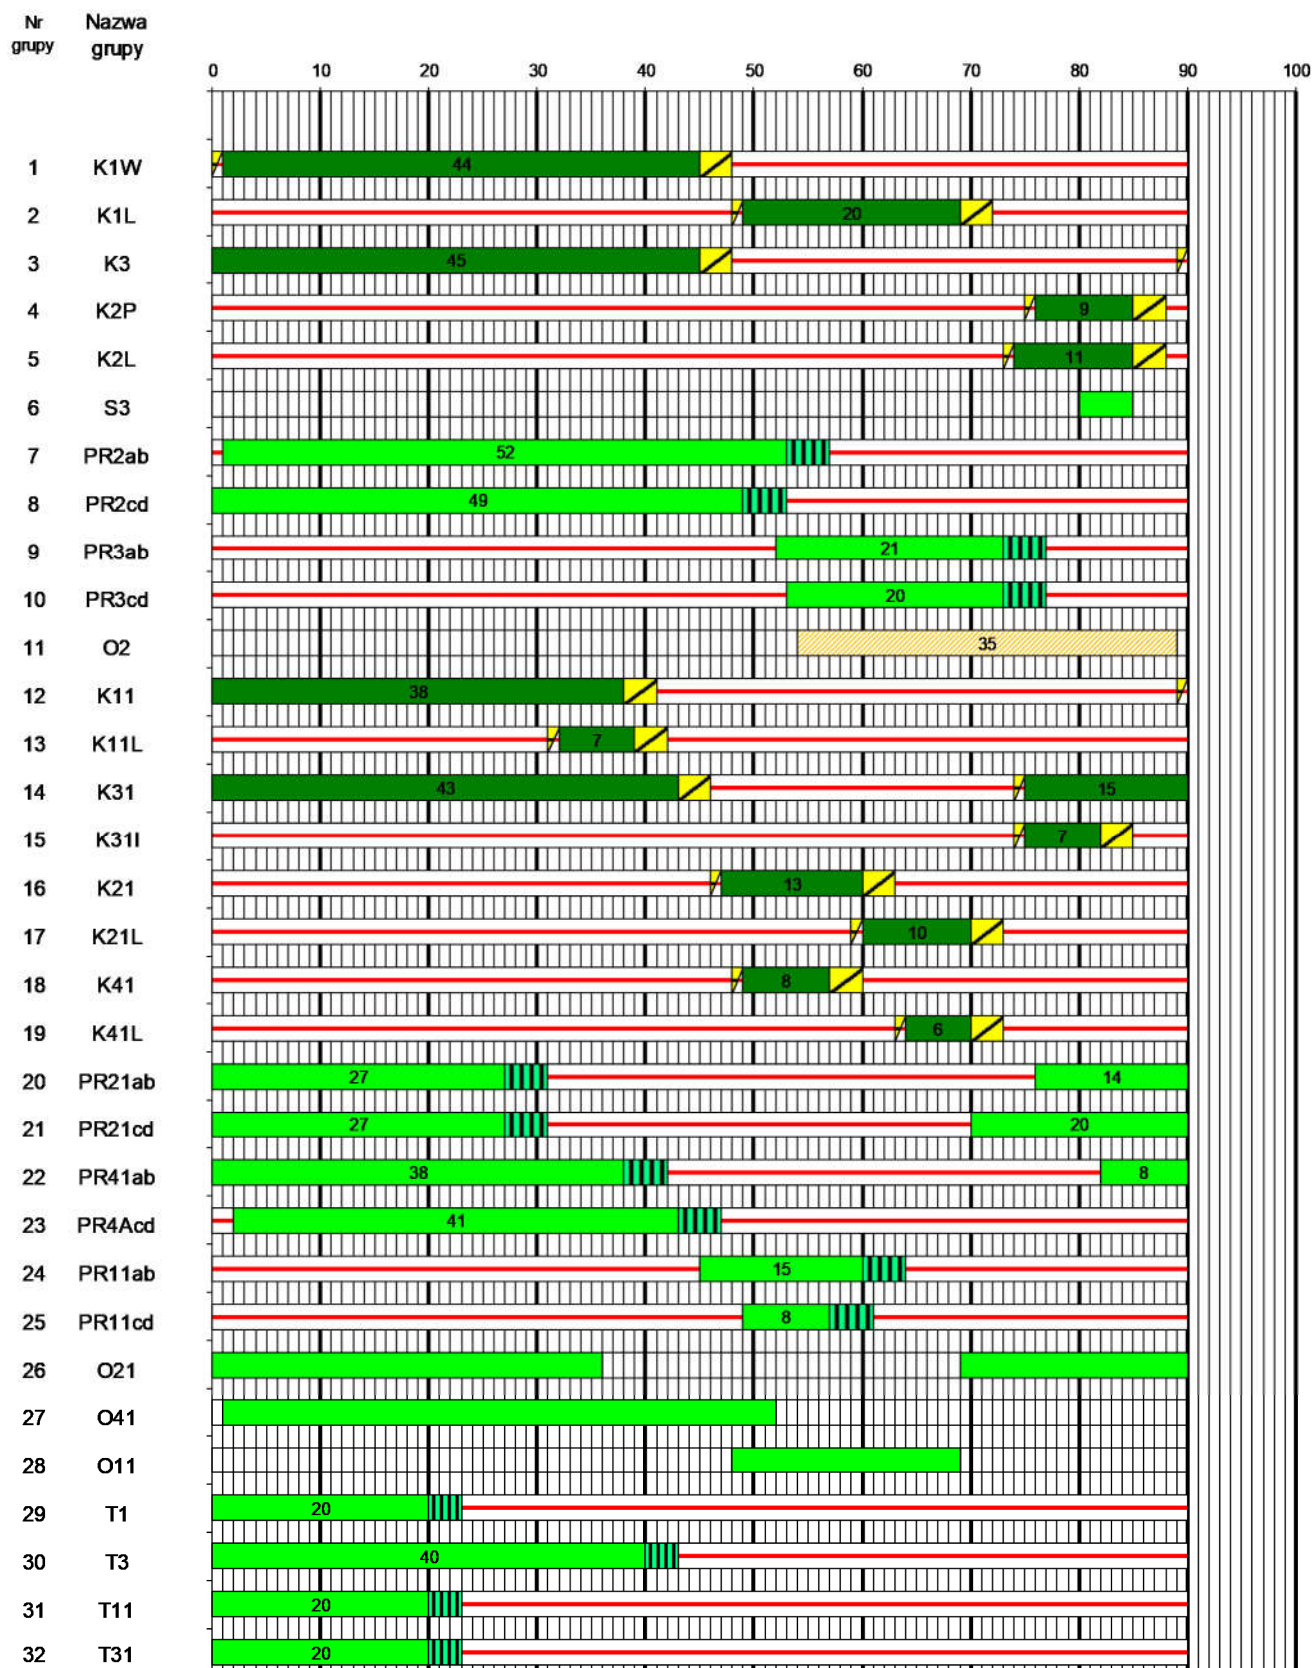 Nr grupy Nazwa grupy
0 10 20 30 40 50 60 70 80 90 100
1 K1W 44
2 K1L 20
3 K3 45
4 K2P 9
5 K2L 11
6 S3
7 PR2ab 52
8 PR2cd 49
9 PR3ab 21
10 PR3cd 20
11 O2 35
12 K11 38
13 K11L 7
14 K31 43 15
15 K31l 7
16 K21 13
17 K21L 10
18 K41 8
19 K41L 6
20 PR21ab 27 14
21 PR21cd 27 20
22 PR41ab 38 8
23 PR4Acd 41
24 PR11ab 15
25 PR11cd 8
26 O21
27 O41
28 O11
29 T1 20
30 T3 40
31 T11 20
32 T31 20